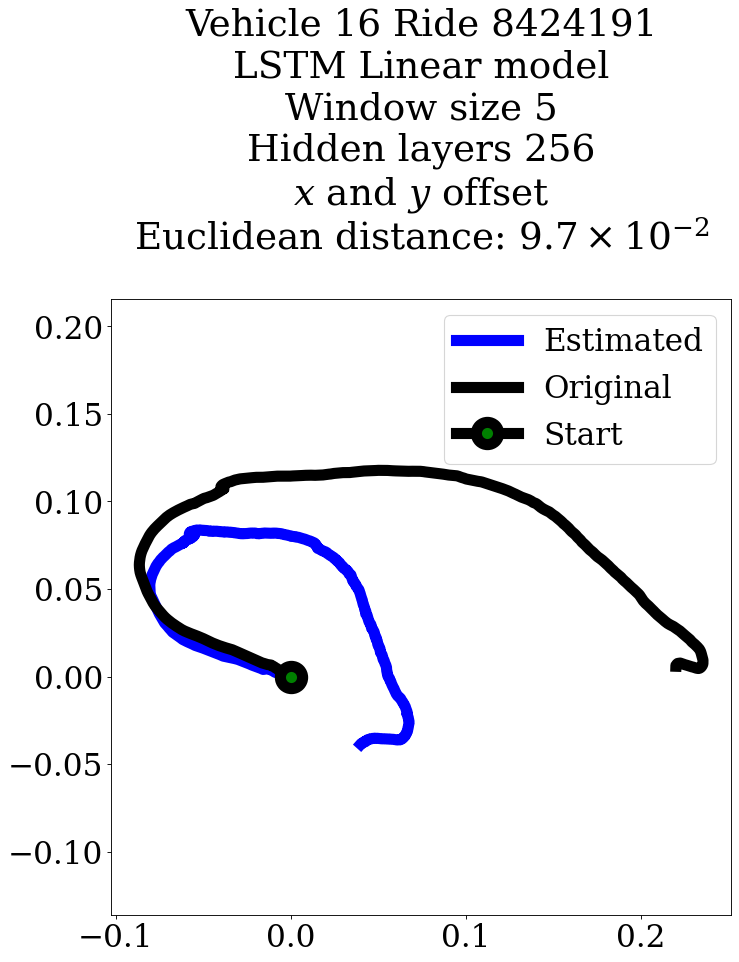 Vehicle 16 Ride 8424191
LSTM Linear model
Window size 5
Hidden layers 256
x and y offset
Euclidean distance: 9.7 × 10⁻²
Estimated
Original
Start
0.20
0.15
0.10
0.05
0.00
−0.05
−0.10
−0.1 0.0 0.1 0.2